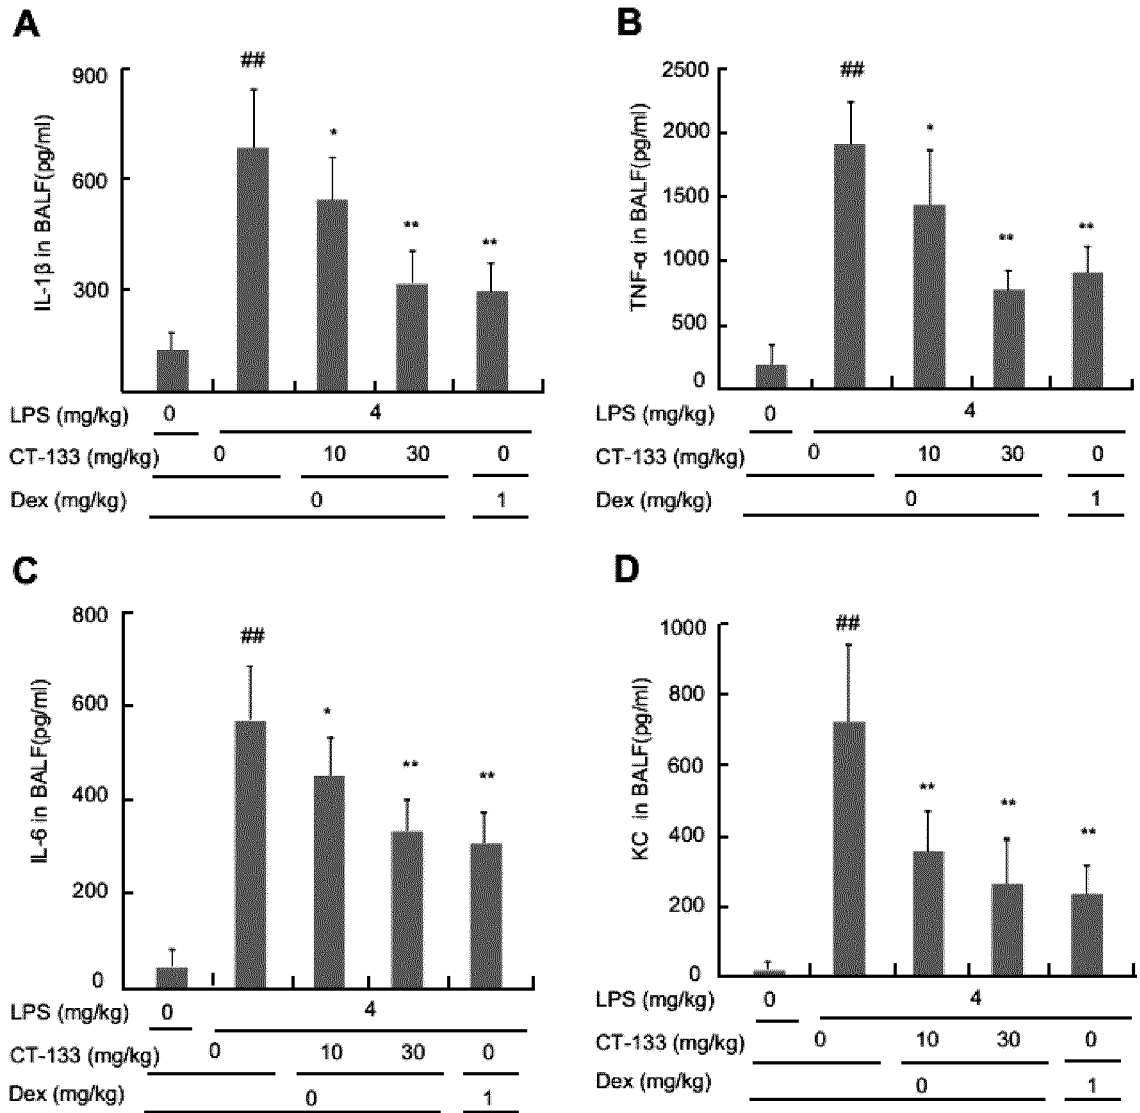 A
B
##
900
IL-1β in BALF(pg/ml)
*
600
**
**
300
LPS (mg/kg) 0 4
CT-133 (mg/kg) 0 10 30 0
Dex (mg/kg) 0 1
##
2500
TNF-α in BALF(pg/ml)
*
2000
1500
**
**
1000
500
0
LPS (mg/kg) 0 4
CT-133 (mg/kg) 0 10 30 0
Dex (mg/kg) 0 1
C
D
800
##
IL-6 in BALF(pg/ml)
600
*
**
**
400
200
0
LPS (mg/kg) 0 4
CT-133 (mg/kg) 0 10 30 0
Dex (mg/kg) 0 1
##
1000
KC in BALF(pg/ml)
800
600
**
**
**
400
200
0
LPS (mg/kg) 0 4
CT-133 (mg/kg) 0 10 30 0
Dex (mg/kg) 0 1